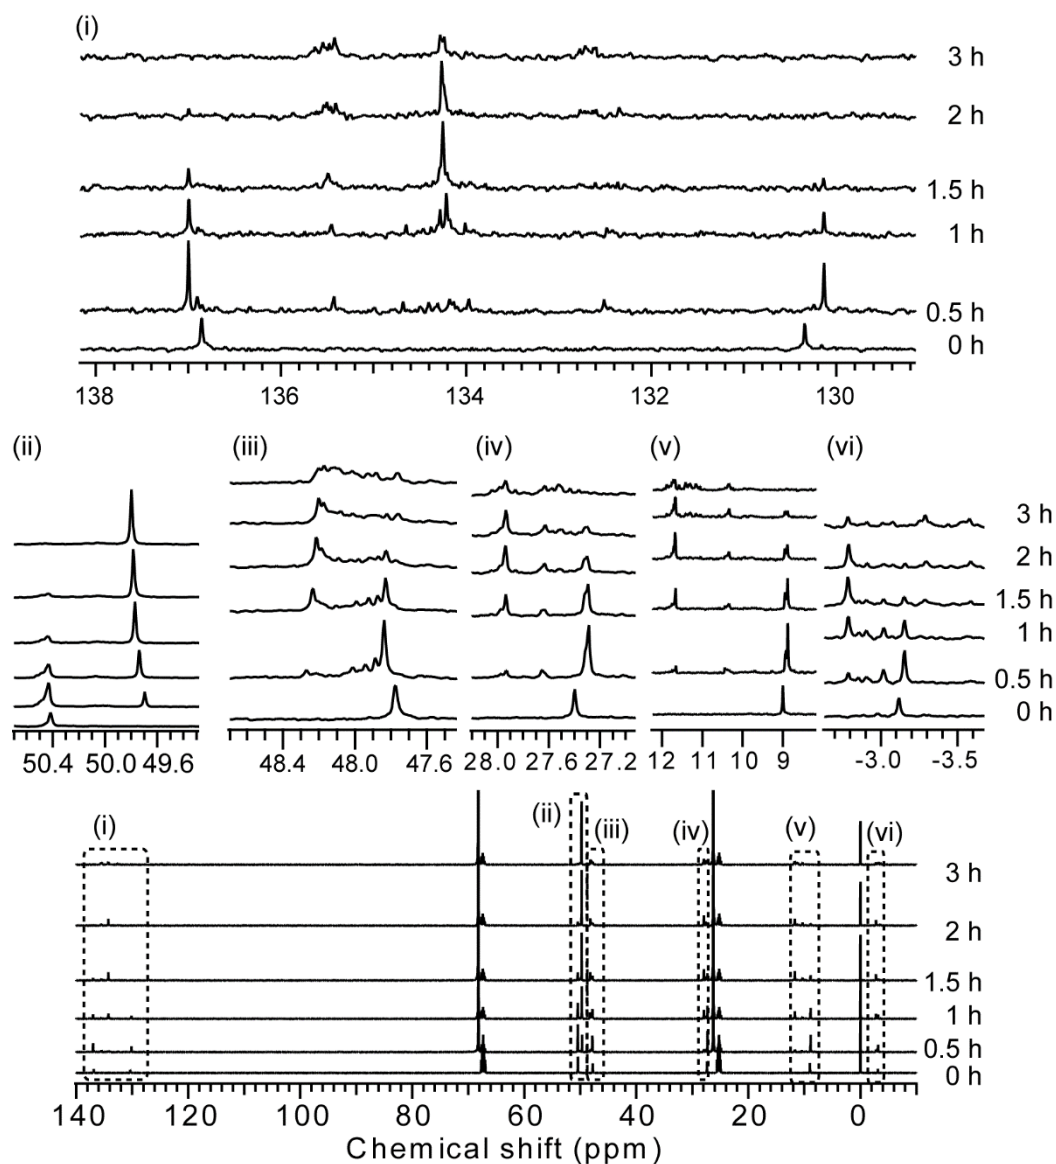 (i)
3 h
2 h
1.5 h
1 h
0.5 h
0 h
138 136 134 132 130
(ii) (iii) (iv) (v) (vi)
3 h
2 h
1.5 h
1 h
0.5 h
0 h
50.4 50.0 49.6 48.4 48.0 47.6 28.0 27.6 27.2 12 11 10 9 -3.0 -3.5
(i) (ii) (iii) (iv) (v) (vi)
3 h
2 h
1.5 h
1 h
0.5 h
0 h
140 120 100 80 60 40 20 0
Chemical shift (ppm)